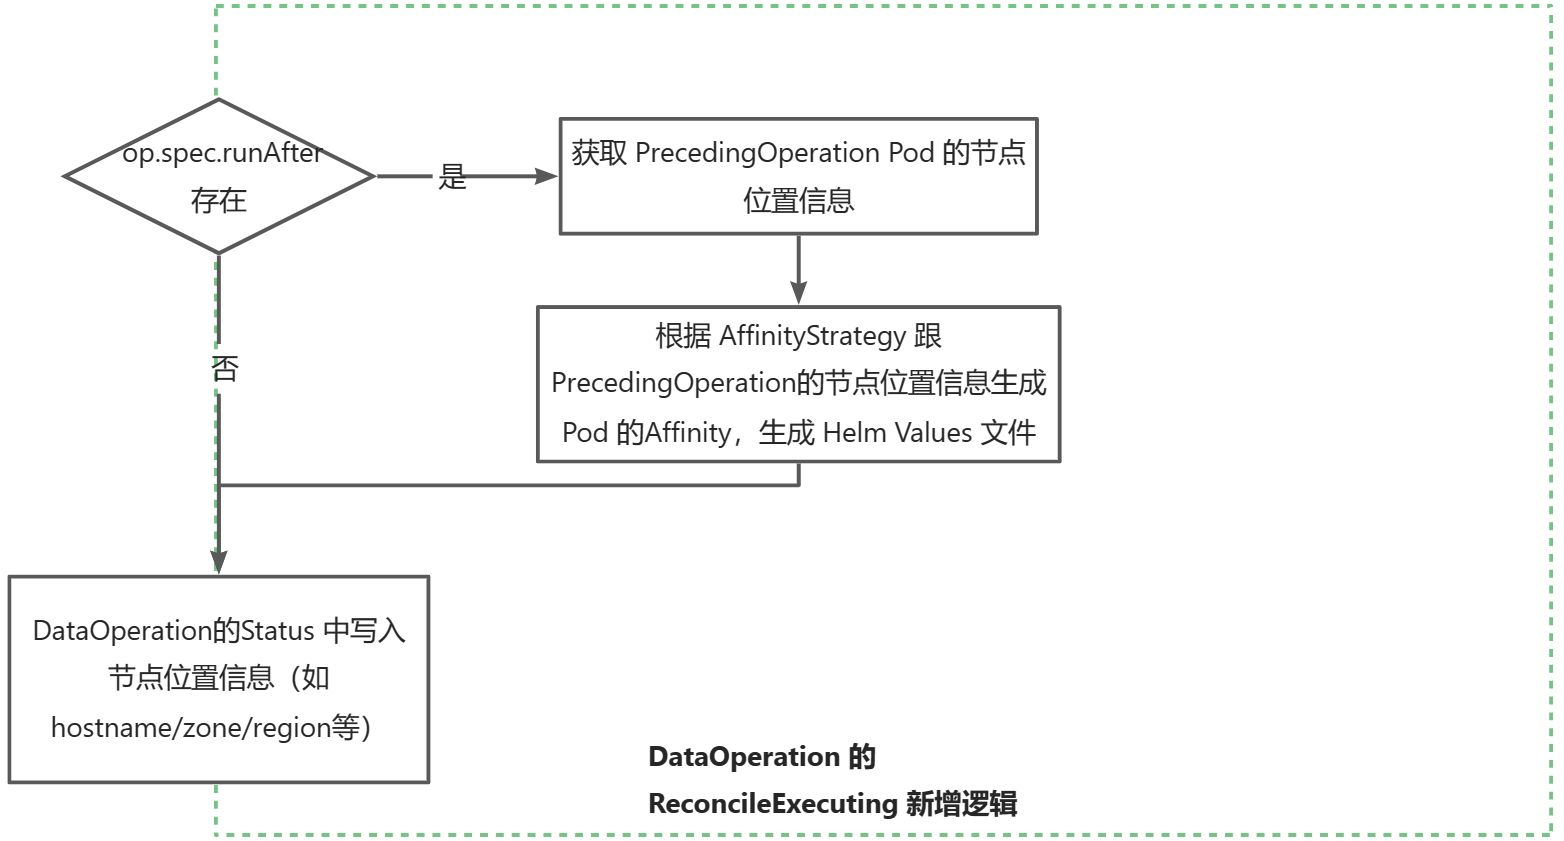 op.spec.runAfter
存在
是
获取 PrecedingOperation Pod 的节点
位置信息
根据 AffinityStrategy 跟
PrecedingOperation的节点位置信息生成
Pod 的Affinity，生成 Helm Values 文件
否
DataOperation的Status 中写入
节点位置信息（如
hostname/zone/region等）
DataOperation 的
ReconcileExecuting 新增逻辑